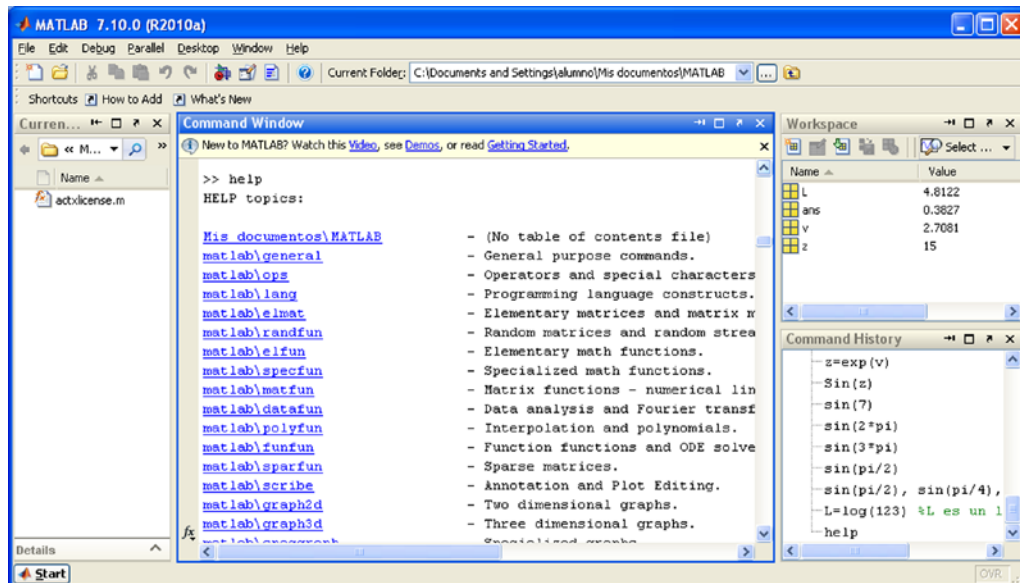 MATLAB 7.10.0 (R2010a)
File Edit Debug Parallel Desktop Window Help
Current Folder: C:\Documents and Settings\alumno\Mis documentos\MATLAB
Shortcuts How to Add What's New
Curren...
« M...
Name
actxlicense.m
Details
Command Window
New to MATLAB? Watch this Video, see Demos, or read Getting Started.
>> help
HELP topics:
Mis documentos\MATLAB - (No table of contents file)
matlab\general - General purpose commands.
matlab\ops - Operators and special characters
matlab\lang - Programming language constructs.
matlab\elmat - Elementary matrices and matrix m
matlab\randfun - Random matrices and random strea
matlab\elfun - Elementary math functions.
matlab\specfun - Specialized math functions.
matlab\matfun - Matrix functions - numerical lin
matlab\datafun - Data analysis and Fourier transf
matlab\polyfun - Interpolation and polynomials.
matlab\funfun - Function functions and ODE solve
matlab\sparfun - Sparse matrices.
matlab\scribe - Annotation and Plot Editing.
matlab\graph2d - Two dimensional graphs.
matlab\graph3d - Three dimensional graphs.
matlab\specgraph - Specialized graphs
fx
Workspace
Select ...
Name Value
L 4.8122
ans 0.3827
v 2.7081
z 15
Command History
z=exp(v)
Sin(z)
sin(7)
sin(2*pi)
sin(3*pi)
sin(pi/2)
sin(pi/2), sin(pi/4),
L=log(123) %L es un l
help
Start
OVR